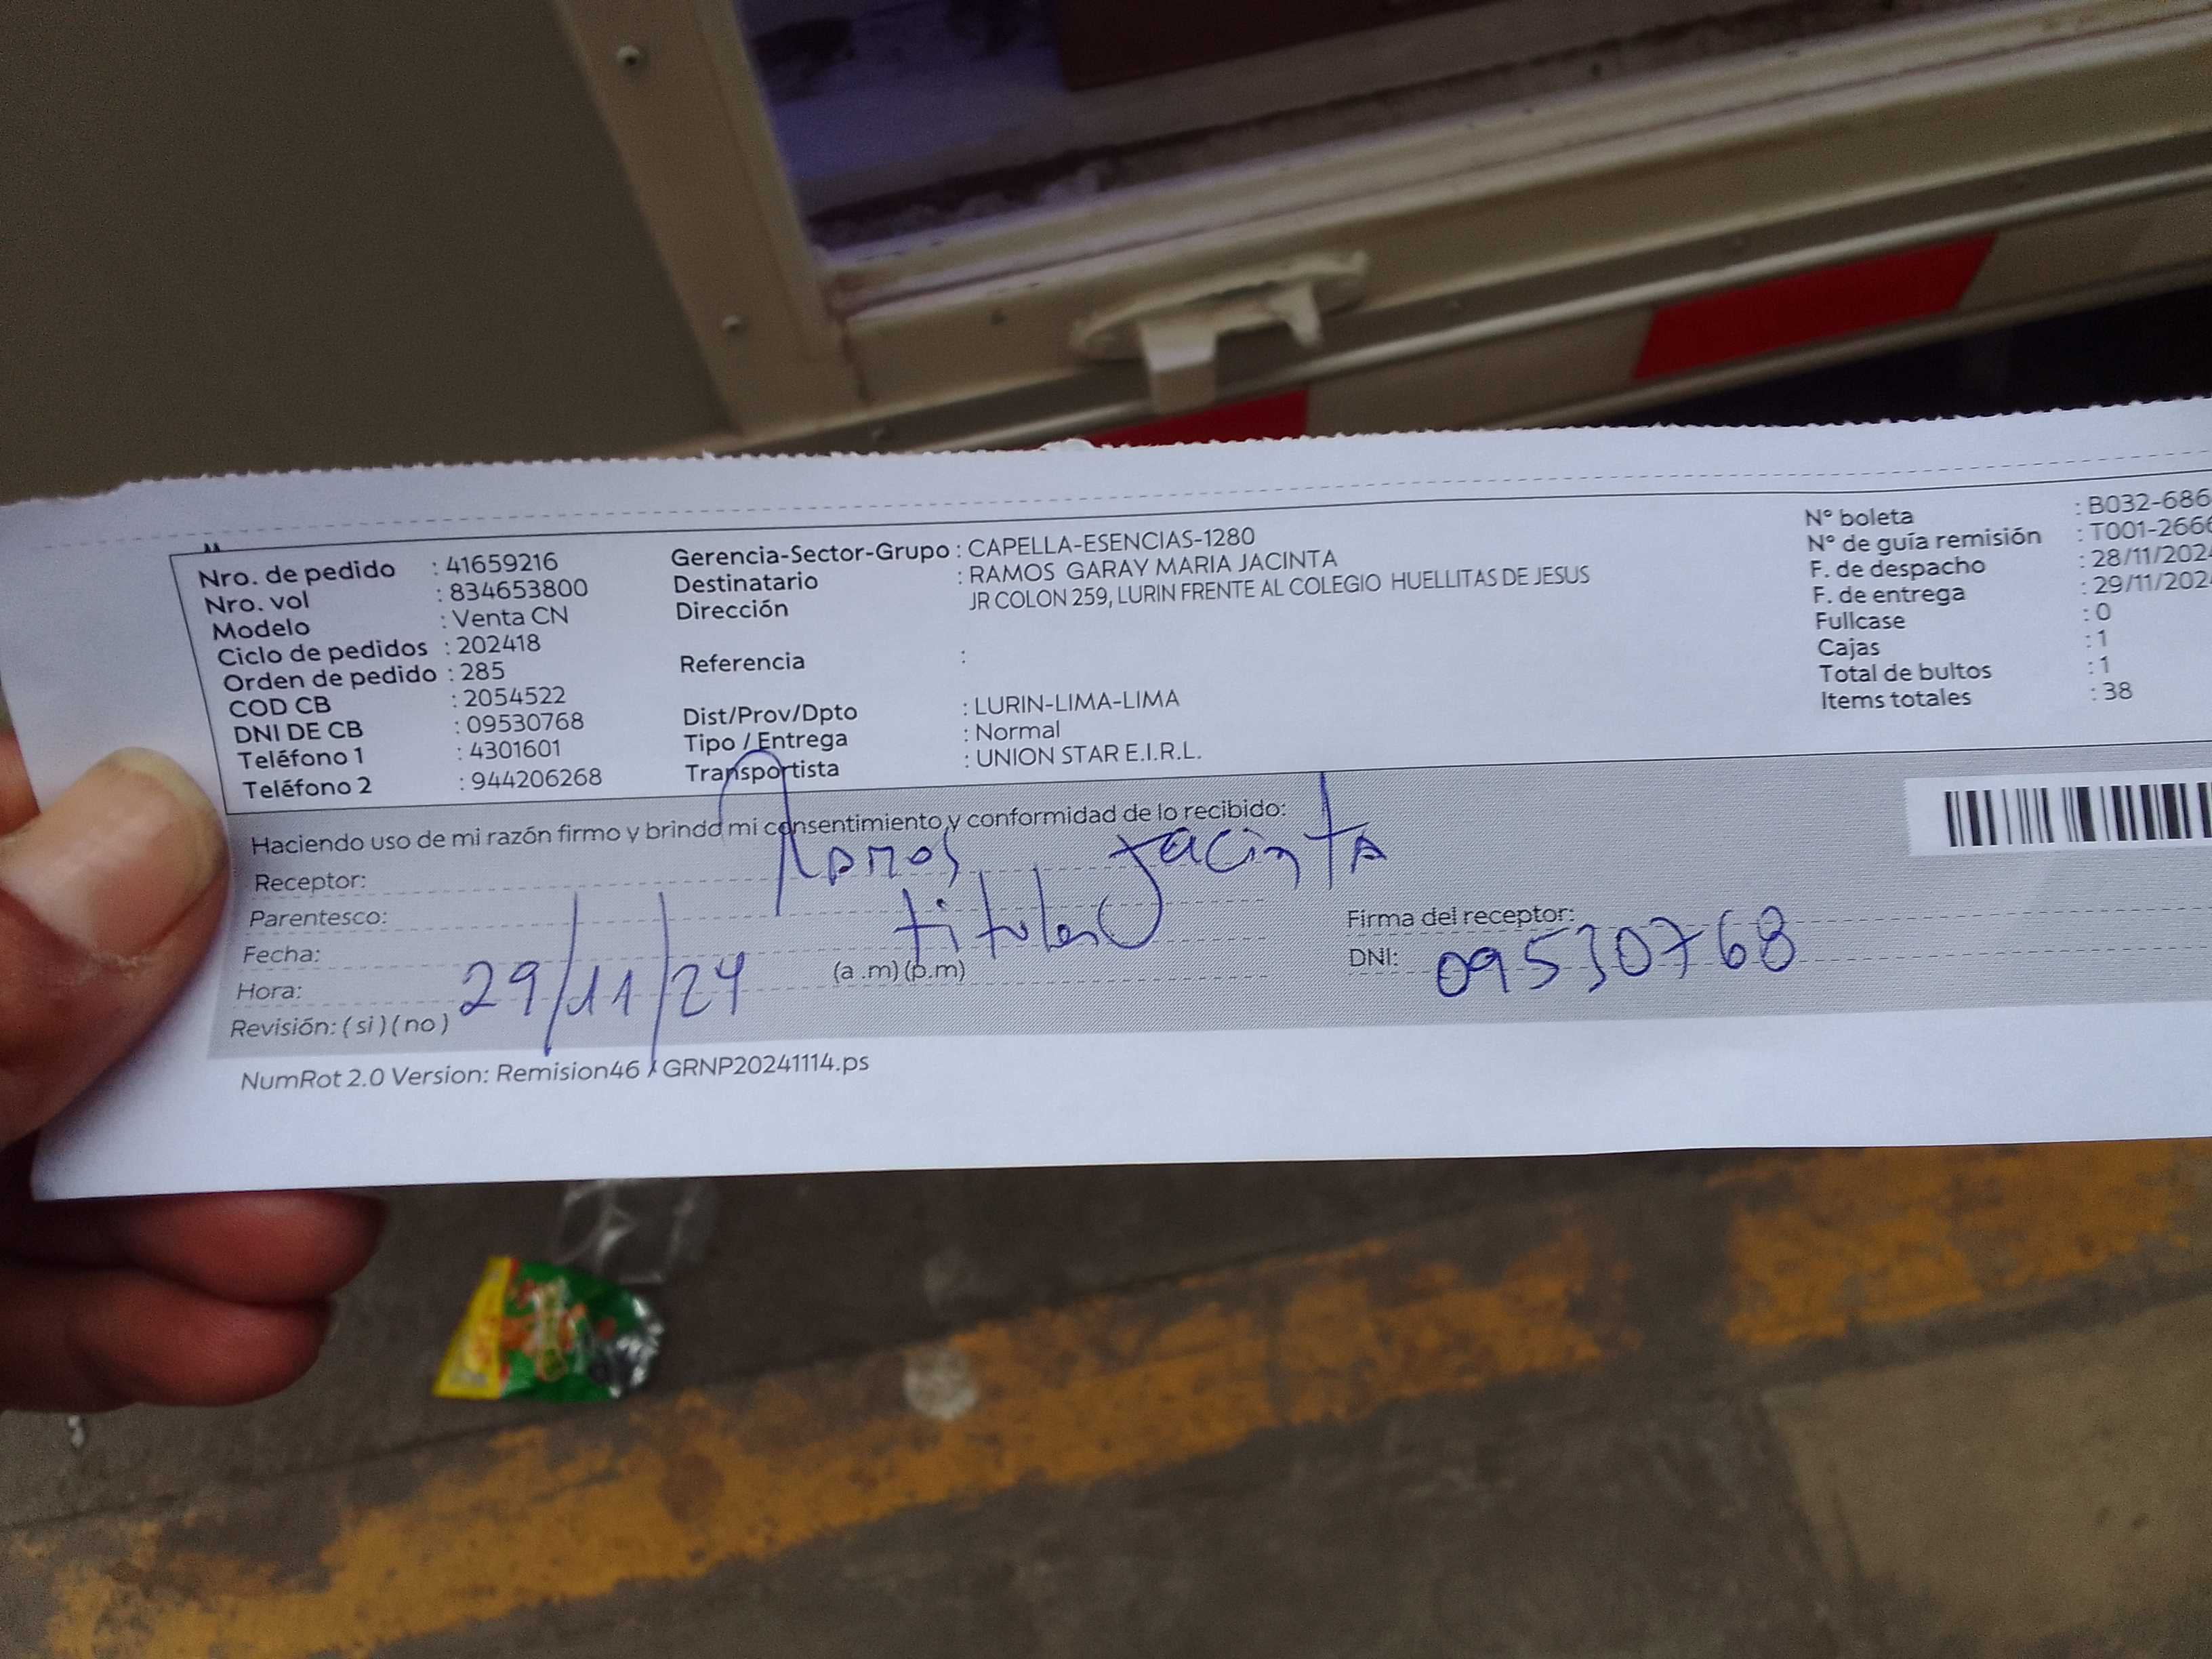 Nro. de pedido : 41659216
Nro. vol : 834653800
Modelo : Venta CN
Ciclo de pedidos : 202418
Orden de pedido : 285
COD CB : 2054522
DNI DE CB : 09530768
Teléfono 1 : 4301601
Teléfono 2 : 944206268
Gerencia-Sector-Grupo : CAPELLA-ESENCIAS-1280
Destinatario : RAMOS GARAY MARIA JACINTA
Dirección JR COLON 259, LURIN FRENTE AL COLEGIO HUELLITAS DE JESUS
Referencia :
Dist/Prov/Dpto : LURIN-LIMA-LIMA
Tipo / Entrega : Normal
Transportista : UNION STAR E.I.R.L.
N° boleta : B032-686
N° de guía remisión : T001-266
F. de despacho : 28/11/202
F. de entrega : 29/11/202
Fullcase : 0
Cajas : 1
Total de bultos : 1
Items totales : 38
Haciendo uso de mi razón firmo y brindo mi consentimiento y conformidad de lo recibido:
Receptor: Ramos Jacinta
Parentesco: titular
Fecha: 29/11/24
Hora: (a .m) (p.m)
Revisión: ( si ) ( no )
Firma del receptor:
DNI: 09530768
NumRot 2.0 Version: Remision46 / GRNP20241114.ps